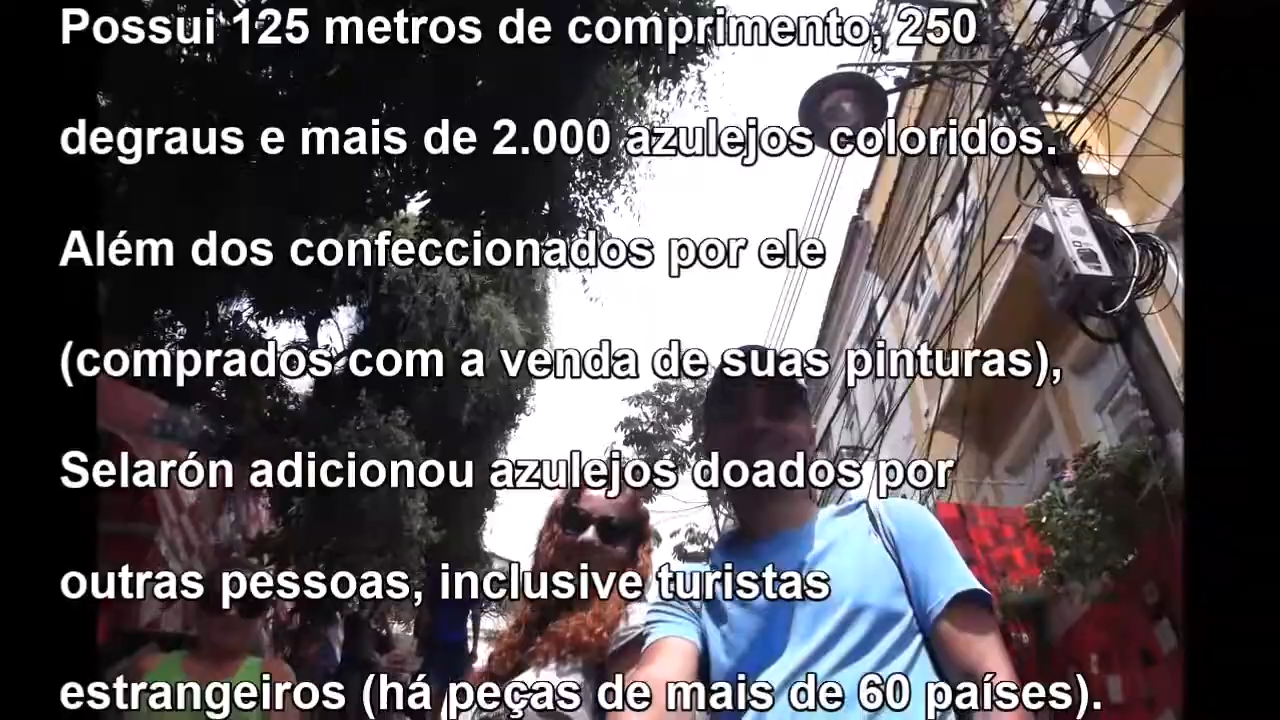 Possui 125 metros de comprimento, 250
degraus e mais de 2.000 azulejos coloridos.
Além dos confeccionados por ele
(comprados com a venda de suas pinturas),
Selarón adicionou azulejos doados por
outras pessoas, inclusive turistas
estrangeiros (há peças de mais de 60 países).